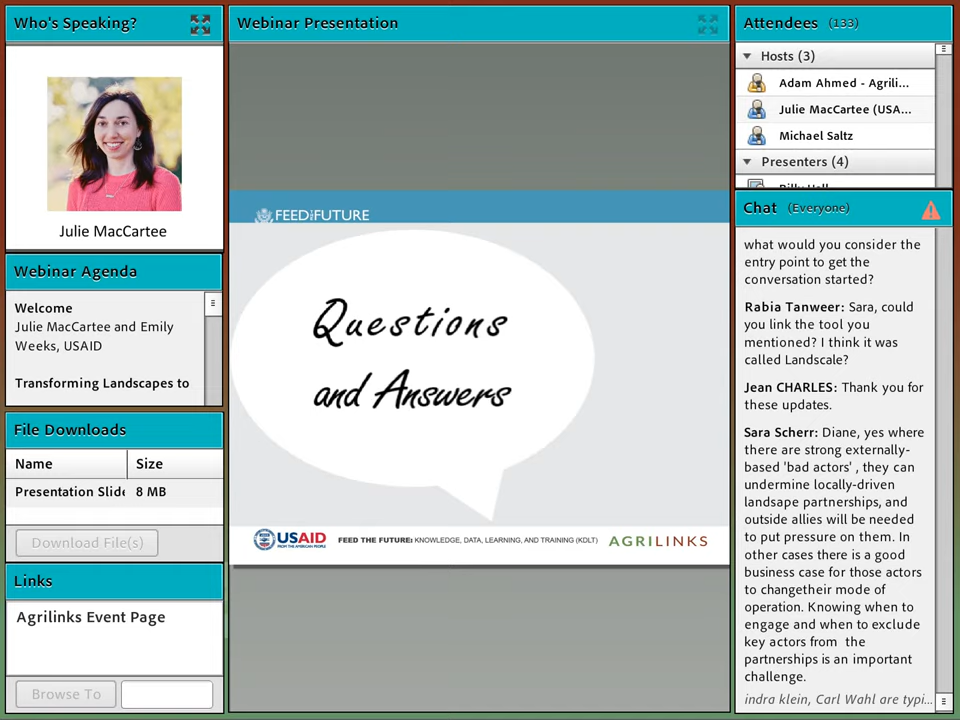 Who's Speaking?
Julie MacCartee
Webinar Agenda
Welcome
Julie MacCartee and Emily
Weeks, USAID
Transforming Landscapes to
File Downloads
Name Size
Presentation Slide 8 MB
Download File(s)
Links
Agrilinks Event Page
Browse To
Webinar Presentation
FEED THE FUTURE
Questions
and Answers
USAID
FROM THE AMERICAN PEOPLE
FEED THE FUTURE: KNOWLEDGE, DATA, LEARNING, AND TRAINING (KDLT)
AGRILINKS
Attendees (133)
Hosts (3)
Adam Ahmed - Agrili...
Julie MacCartee (USA...
Michael Saltz
Presenters (4)
Chat (Everyone)
what would you consider the
entry point to get the
conversation started?
Rabia Tanweer: Sara, could
you link the tool you
mentioned? I think it was
called Landscale?
Jean CHARLES: Thank you for
these updates.
Sara Scherr: Diane, yes where
there are strong externally-
based 'bad actors' , they can
undermine locally-driven
landsape partnerships, and
outside allies will be needed
to put pressure on them. In
other cases there is a good
business case for those actors
to changetheir mode of
operation. Knowing when to
engage and when to exclude
key actors from the
partnerships is an important
challenge.
indra klein, Carl Wahl are typi...